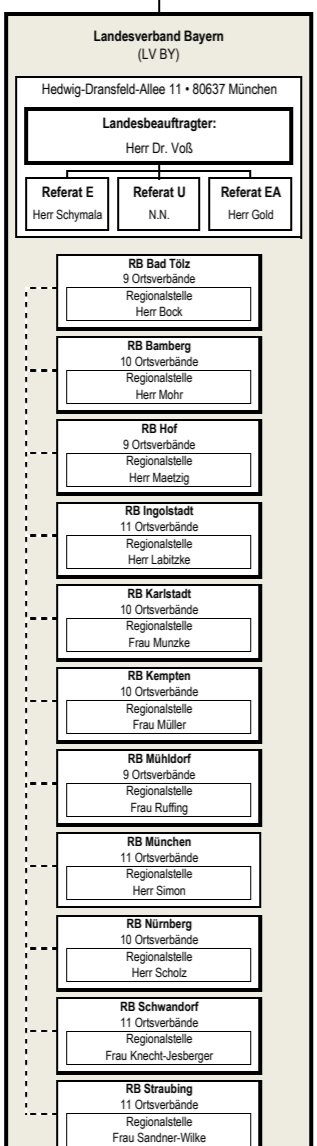 Landesverband Bayern
(LV BY)
Hedwig-Dransfeld-Allee 11 • 80637 München
Landesbeauftragter:
Herr Dr. Voß
Referat E
Herr Schymala
Referat U
N.N.
Referat EA
Herr Gold
RB Bad Tölz
9 Ortsverbände
Regionalstelle
Herr Bock
RB Bamberg
10 Ortsverbände
Regionalstelle
Herr Mohr
RB Hof
9 Ortsverbände
Regionalstelle
Herr Maetzig
RB Ingolstadt
11 Ortsverbände
Regionalstelle
Herr Labitzke
RB Karlstadt
10 Ortsverbände
Regionalstelle
Frau Munzke
RB Kempten
10 Ortsverbände
Regionalstelle
Frau Müller
RB Mühldorf
9 Ortsverbände
Regionalstelle
Frau Ruffing
RB München
11 Ortsverbände
Regionalstelle
Herr Simon
RB Nürnberg
10 Ortsverbände
Regionalstelle
Herr Scholz
RB Schwandorf
11 Ortsverbände
Regionalstelle
Frau Knecht-Jesberger
RB Straubing
11 Ortsverbände
Regionalstelle
Frau Sandner-Wilke